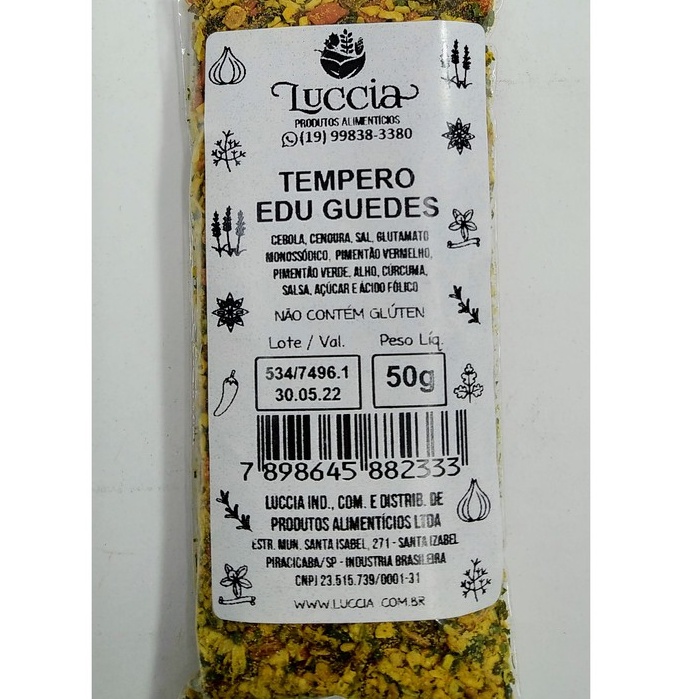 Luccia
PRODUTOS ALIMENTÍCIOS
(19) 99838-3380
TEMPERO
EDU GUEDES
CEBOLA, CENOURA, SAL, GLUTAMATO
MONOSSÓDICO, PIMENTÃO VERMELHO,
PIMENTÃO VERDE, ALHO, CÚRCUMA,
SALSA, AÇÚCAR E ÁCIDO FÓLICO
NÃO CONTÉM GLÚTEN
Lote / Val. Peso Líq.
534/7496.1
30.05.22
50g
7 898645 882333
LUCCIA IND., COM. E DISTRIB. DE
PRODUTOS ALIMENTÍCIOS LTDA
ESTR. MUN. SANTA ISABEL, 271 - SANTA IZABEL
PIRACICABA/SP - INDUSTRIA BRASILEIRA
CNPJ 23.515.739/0001-31
WWW.LUCCIA.COM.BR